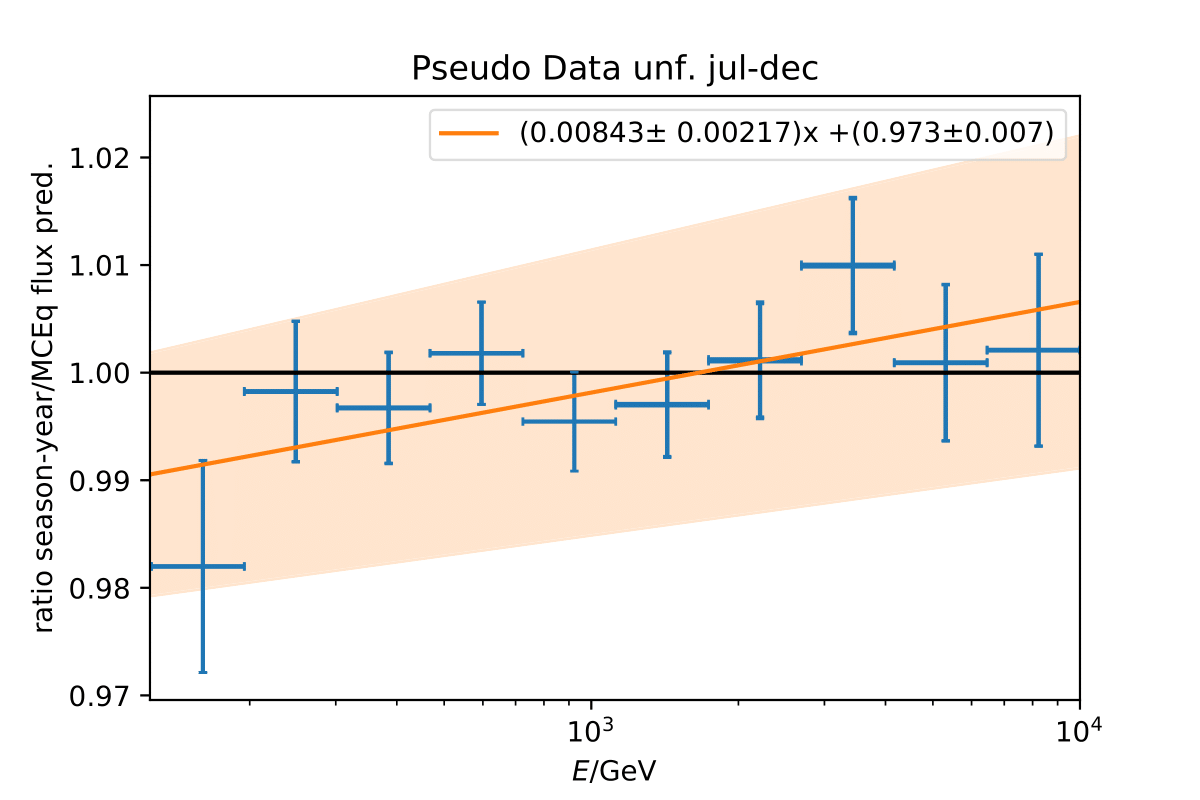 Pseudo Data unf. jul-dec
(0.00843± 0.00217)x +(0.973±0.007)
ratio season-year/MCEq flux pred.
1.02
1.01
1.00
0.99
0.98
0.97
10³
10⁴
E/GeV